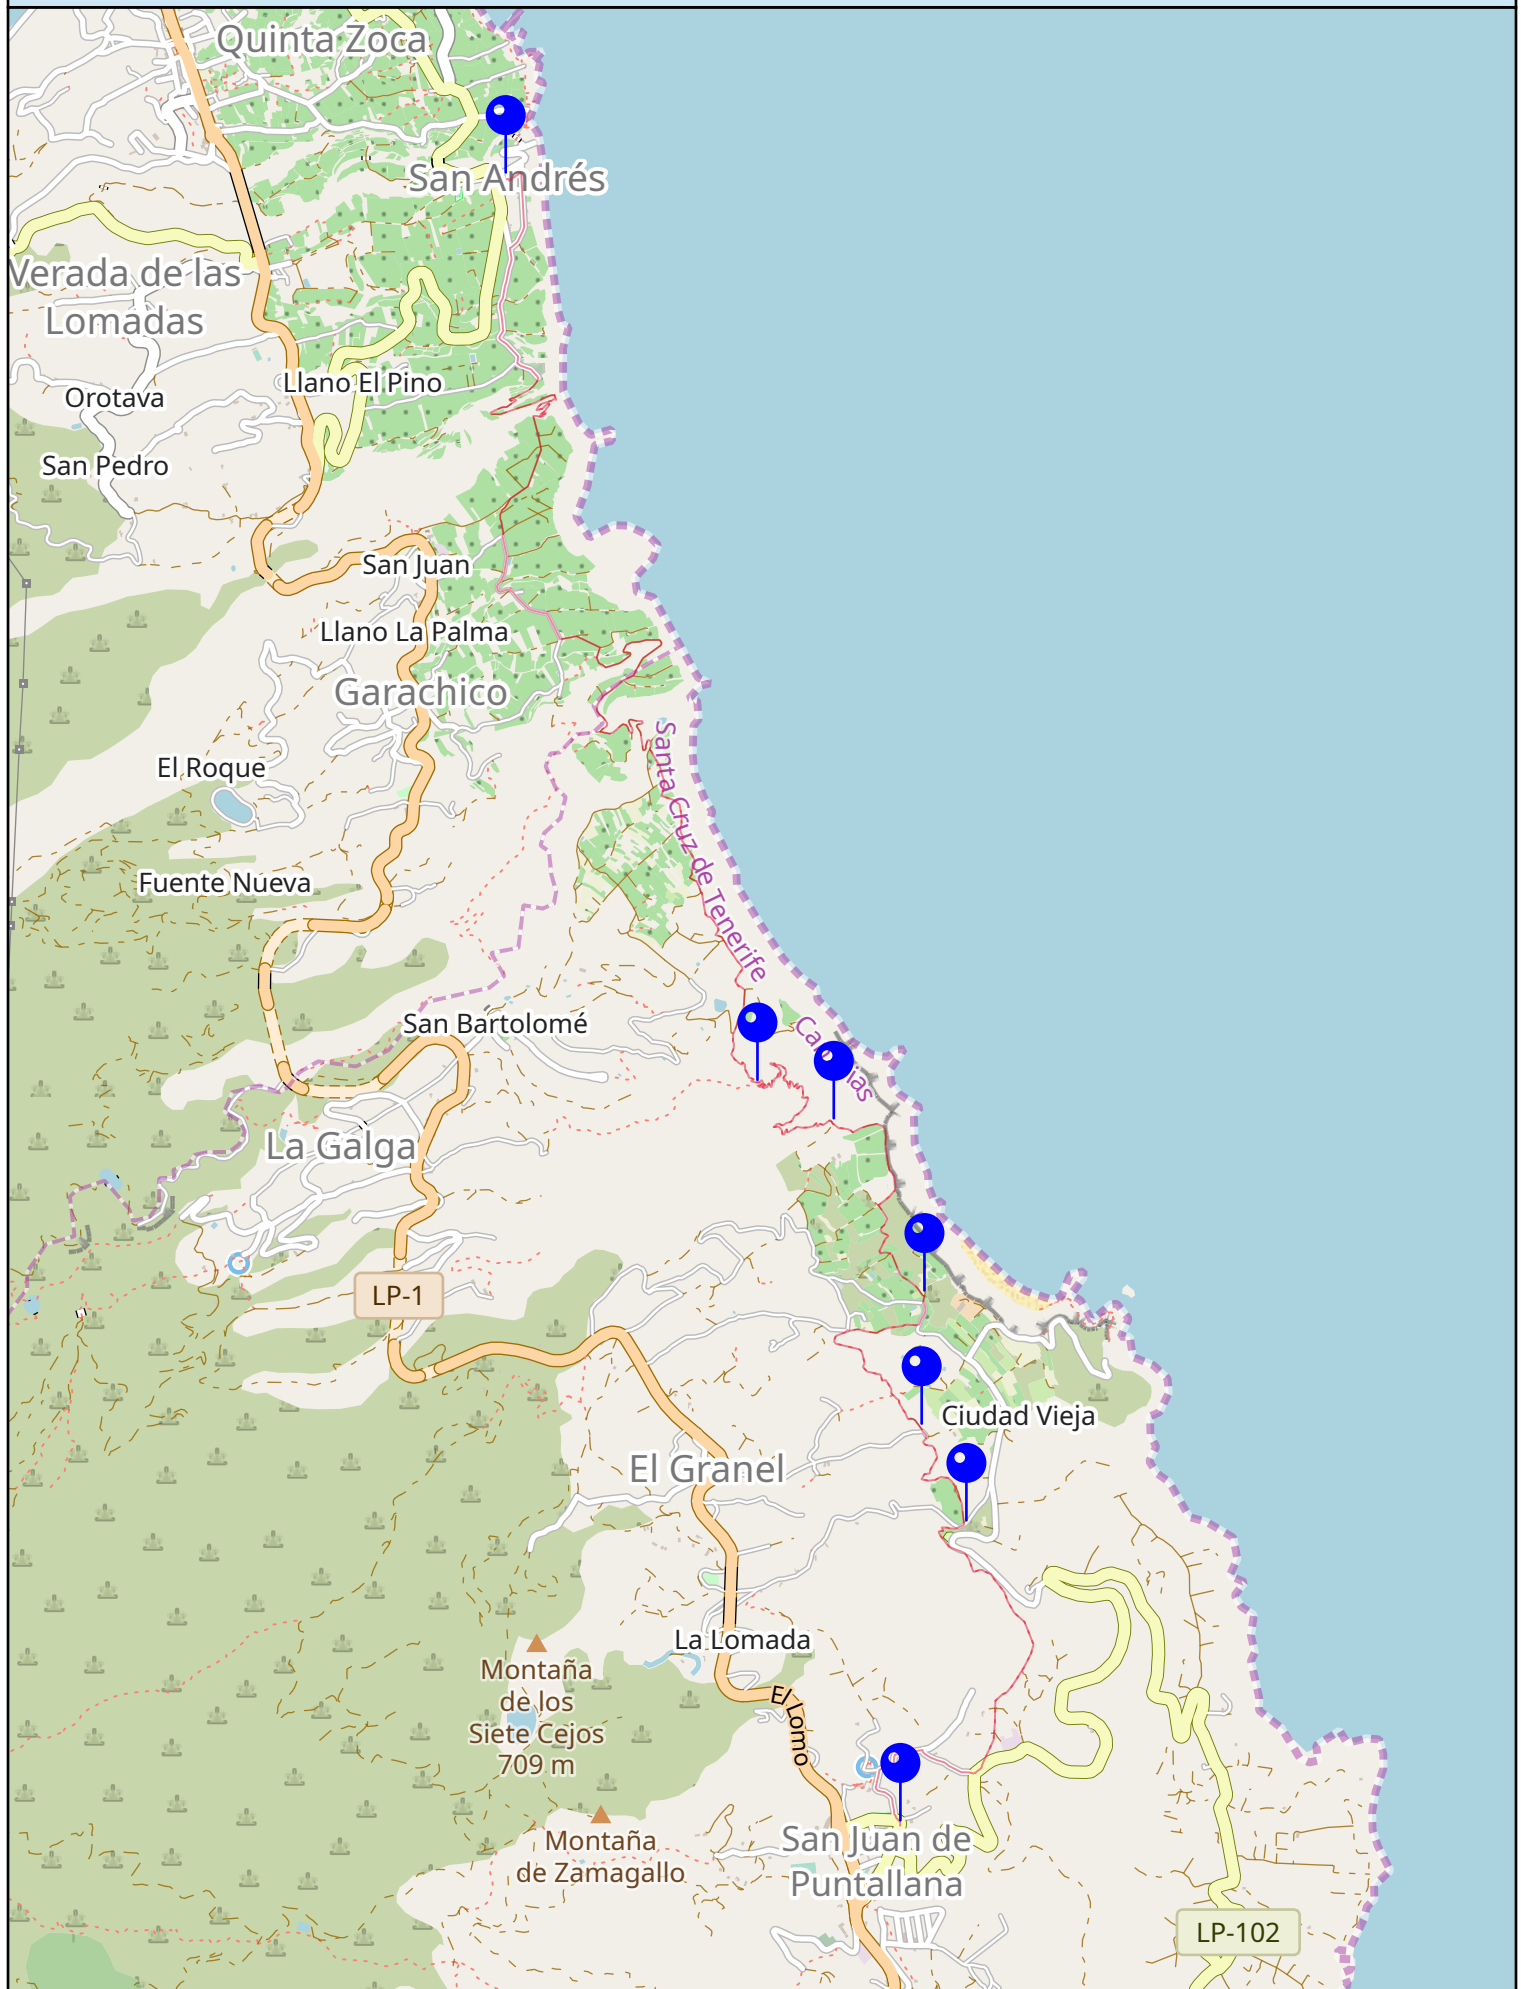 Quinta Zoca
San Andrés
Verada de las
Lomadas
Llano El Pino
Orotava
San Pedro
San Juan
Llano La Palma
Garachico
Santa Cruz de Tenerife
El Roque
Fuente Nueva
San Bartolomé
La Galga
LP-1
Ciudad Vieja
El Granel
La Lomada
Montaña
de los
Siete Cejos
709 m
El Lomo
Montaña
de Zamagallo
San Juan de
Puntallana
LP-102